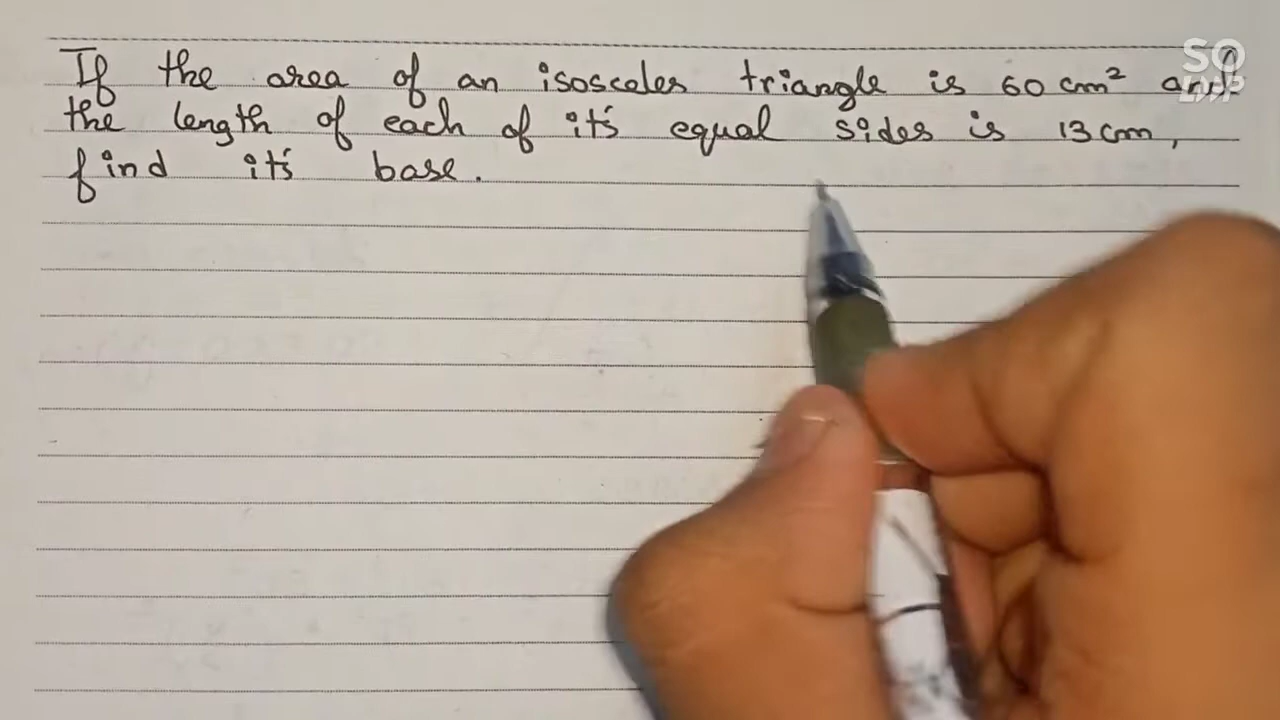 If the area of an isosceles triangle is 60 cm² and
the length of each of it's equal sides is 13 cm,
find it's base.